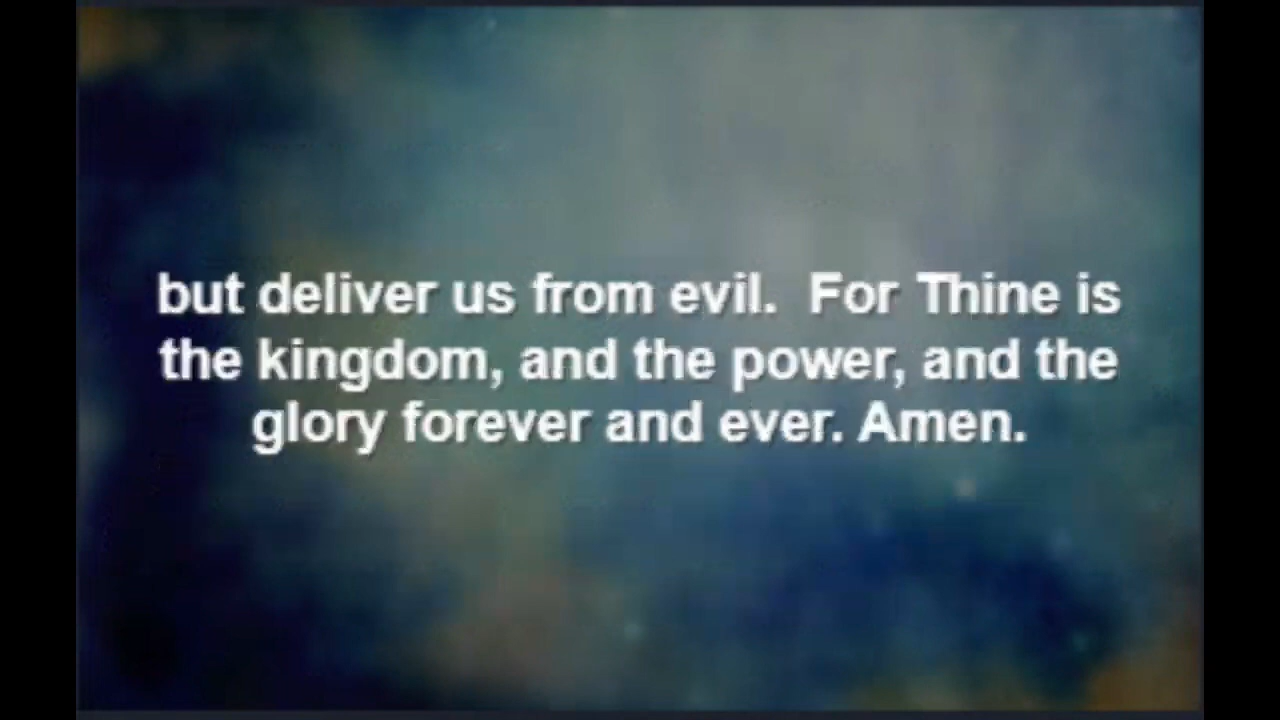 but deliver us from evil.  For Thine is
the kingdom, and the power, and the
glory forever and ever. Amen.